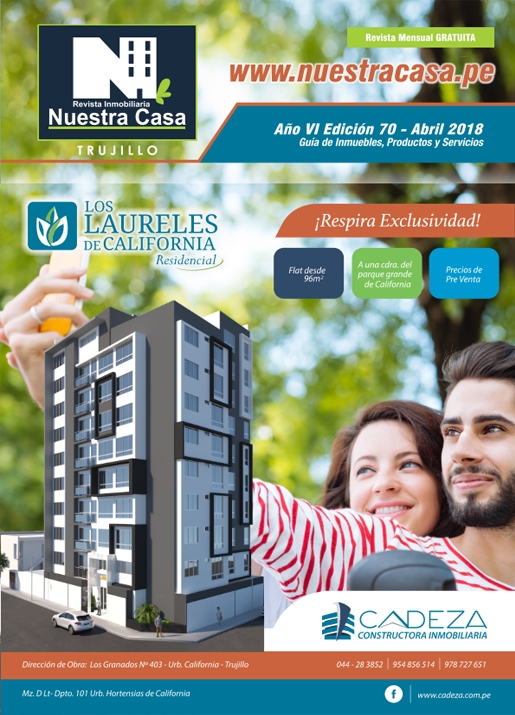 Revista Mensual GRATUITA
www.nuestracasa.pe
N
Revista Inmobiliaria
Nuestra Casa
TRUJILLO
Año VI Edición 70 - Abril 2018
Guía de Inmuebles, Productos y Servicios
LOS
LAURELES
DE CALIFORNIA
Residencial
¡Respira Exclusividad!
Flat desde
96m²
A una cdra. del
parque grande
de California
Precios de
Pre Venta
CADEZA
CONSTRUCTORA INMOBILIARIA
Dirección de Obra: Los Granados Nº 403 - Urb. California - Trujillo
044 - 28 3852 | 954 856 514 | 978 727 651
Mz. D Lt- Dpto. 101 Urb. Hortensias de California
f | www.cadeza.com.pe